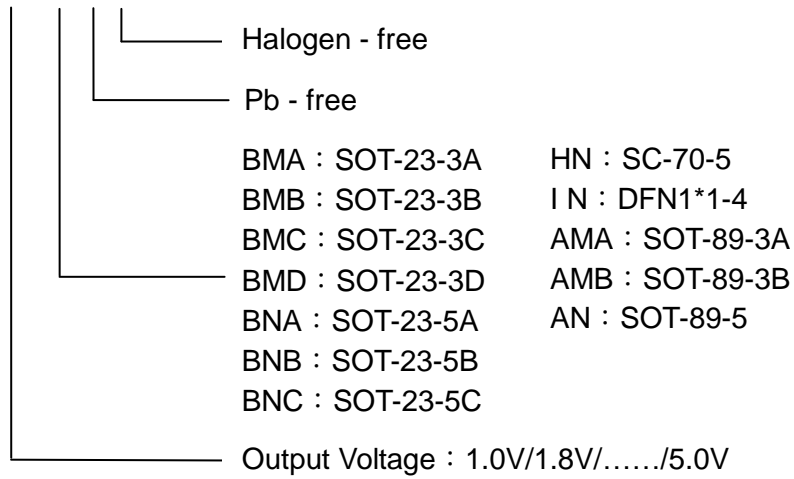 Halogen - free
Pb - free
BMA：SOT-23-3A HN：SC-70-5
BMB：SOT-23-3B I N：DFN1*1-4
BMC：SOT-23-3C AMA：SOT-89-3A
BMD：SOT-23-3D AMB：SOT-89-3B
BNA：SOT-23-5A AN：SOT-89-5
BNB：SOT-23-5B
BNC：SOT-23-5C
Output Voltage：1.0V/1.8V/……/5.0V